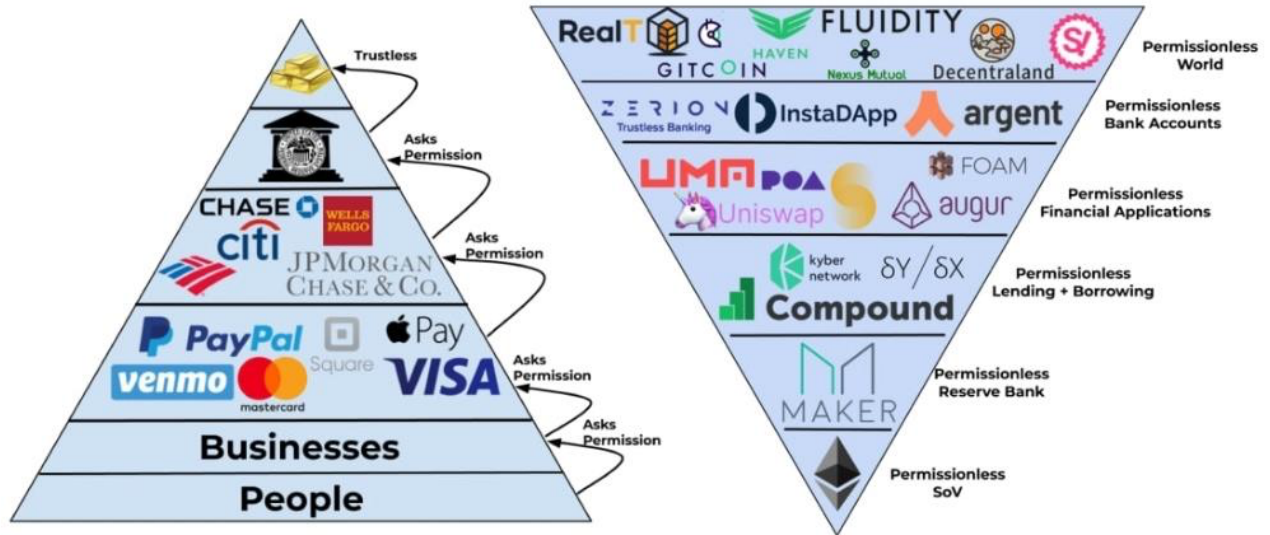 Trustless
Asks
Permission
CHASE
WELLS
FARGO
citi
JPMORGAN
CHASE & CO.
Asks
Permission
PayPal
Square
Pay
venmo
mastercard
VISA
Asks
Permission
Businesses
Asks
Permission
People
RealT
GITCOIN
HAVEN
FLUIDITY
Nexus Mutual
Decentraland
S!
Permissionless
World
ZERION
Trustless Banking
InstaDApp
argent
Permissionless
Bank Accounts
UMA
POA
FOAM
Uniswap
augur
Permissionless
Financial Applications
kyber
network
δY/δX
Compound
Permissionless
Lending + Borrowing
MAKER
Permissionless
Reserve Bank
Permissionless
SoV